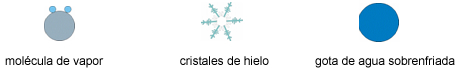 molécula de vapor
cristales de hielo
gota de agua sobrenfriada